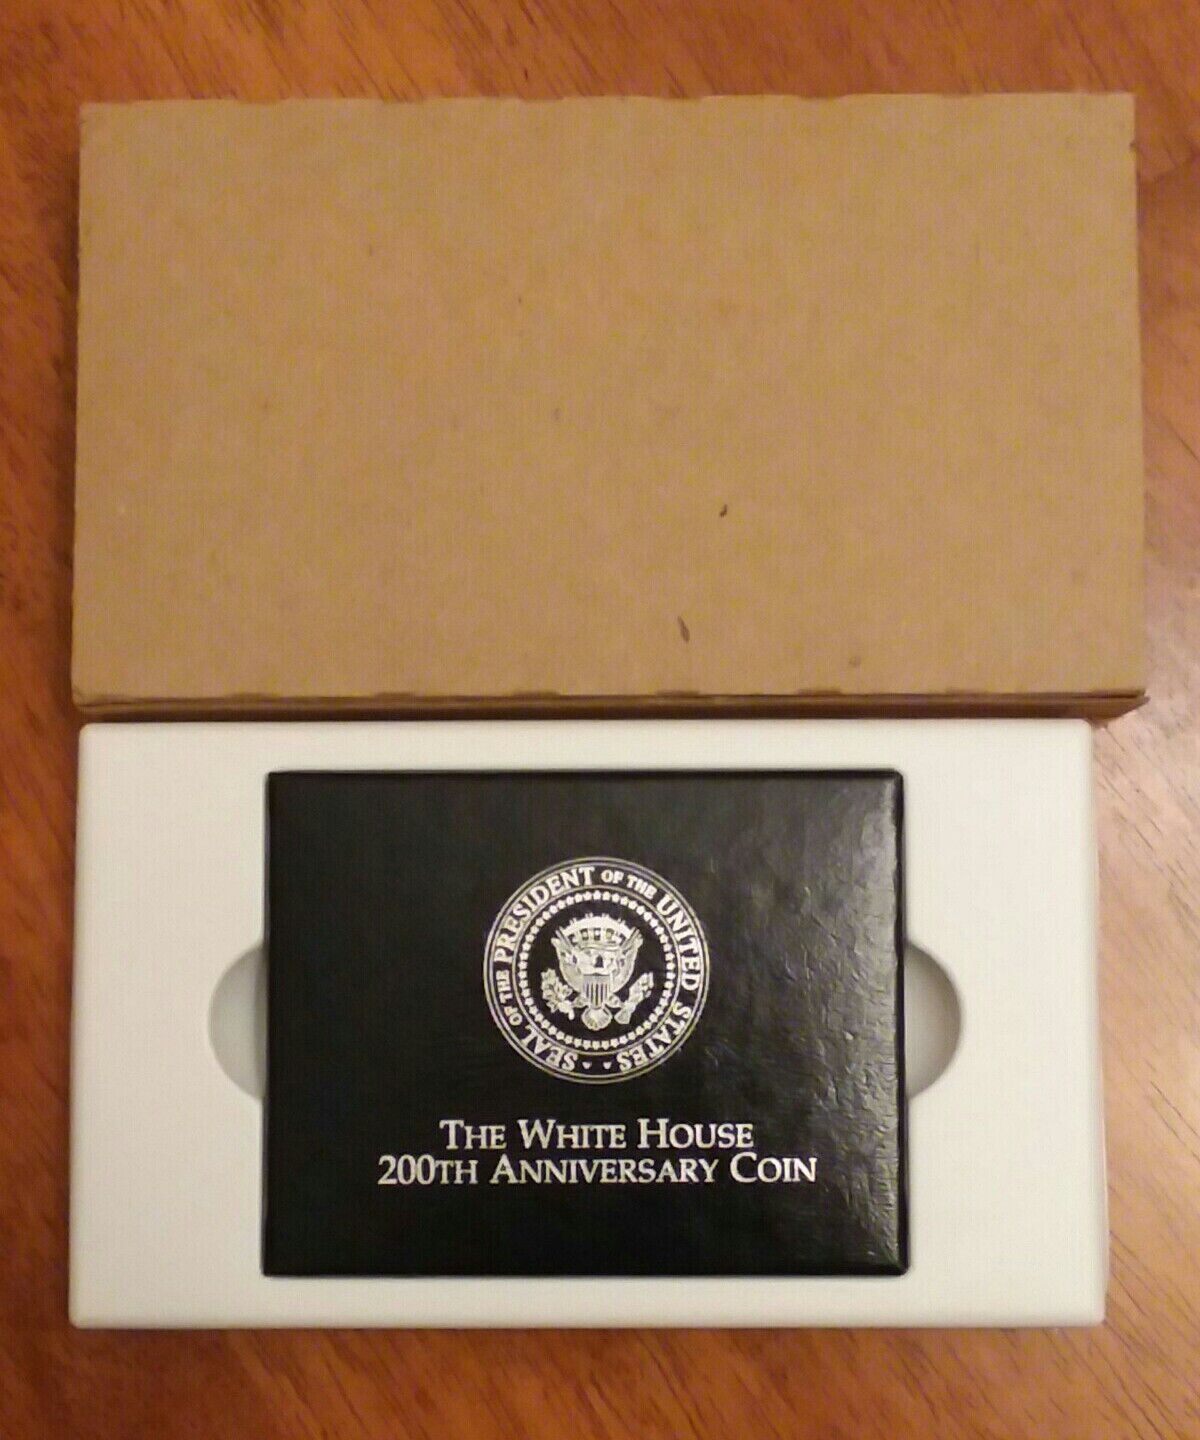 SEAL OF THE PRESIDENT OF THE UNITED STATES
THE WHITE HOUSE
200TH ANNIVERSARY COIN